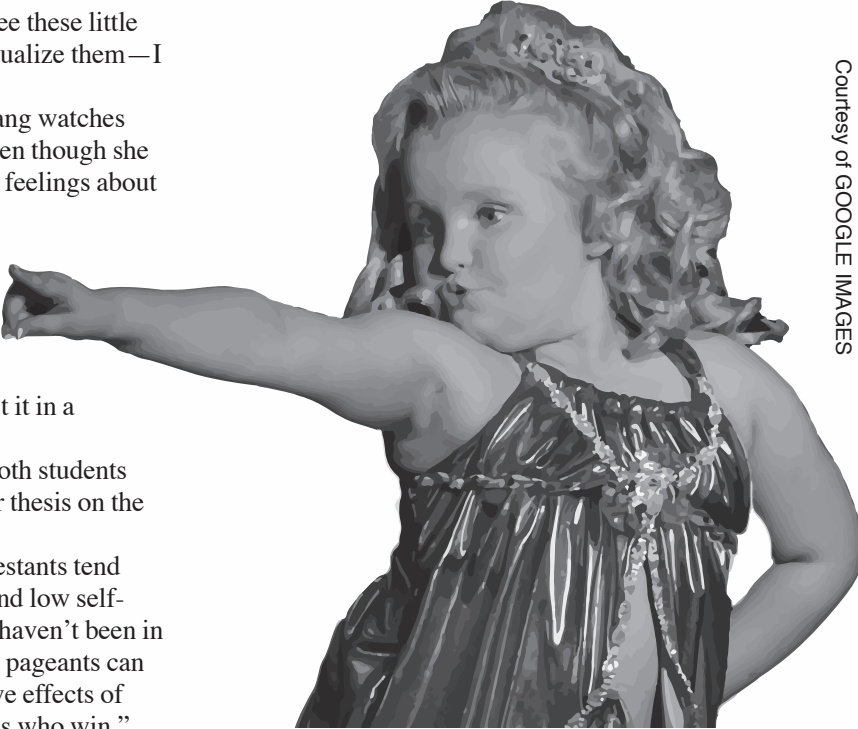 ee these little
ualize them—I
ang watches
en though she
feelings about
t it in a
oth students
r thesis on the
estants tend
nd low self-
haven't been in
pageants can
ve effects of
s who win."
Courtesy of GOOGLE IMAGES